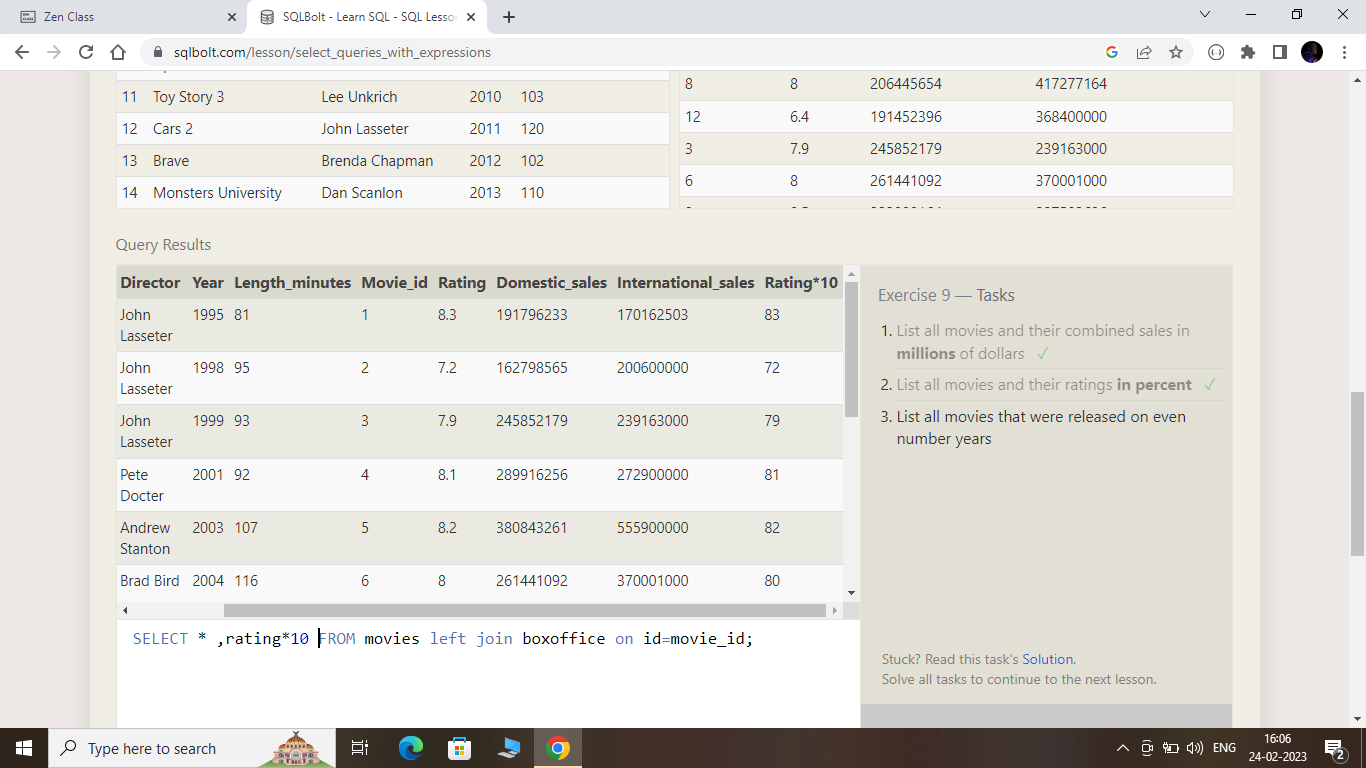 Zen Class
SQLBolt - Learn SQL - SQL Lesso
sqlbolt.com/lesson/select_queries_with_expressions
11 Toy Story 3 Lee Unkrich 2010 103
12 Cars 2 John Lasseter 2011 120
13 Brave Brenda Chapman 2012 102
14 Monsters University Dan Scanlon 2013 110
8 8 206445654 417277164
12 6.4 191452396 368400000
3 7.9 245852179 239163000
6 8 261441092 370001000
Query Results
Director Year Length_minutes Movie_id Rating Domestic_sales International_sales Rating*10
John Lasseter 1995 81 1 8.3 191796233 170162503 83
John Lasseter 1998 95 2 7.2 162798565 200600000 72
John Lasseter 1999 93 3 7.9 245852179 239163000 79
Pete Docter 2001 92 4 8.1 289916256 272900000 81
Andrew Stanton 2003 107 5 8.2 380843261 555900000 82
Brad Bird 2004 116 6 8 261441092 370001000 80
SELECT * ,rating*10 FROM movies left join boxoffice on id=movie_id;
Exercise 9 — Tasks
1. List all movies and their combined sales in
millions of dollars ✓
2. List all movies and their ratings in percent ✓
3. List all movies that were released on even
number years
Stuck? Read this task's Solution.
Solve all tasks to continue to the next lesson.
Type here to search
ENG
16:06
24-02-2023
2